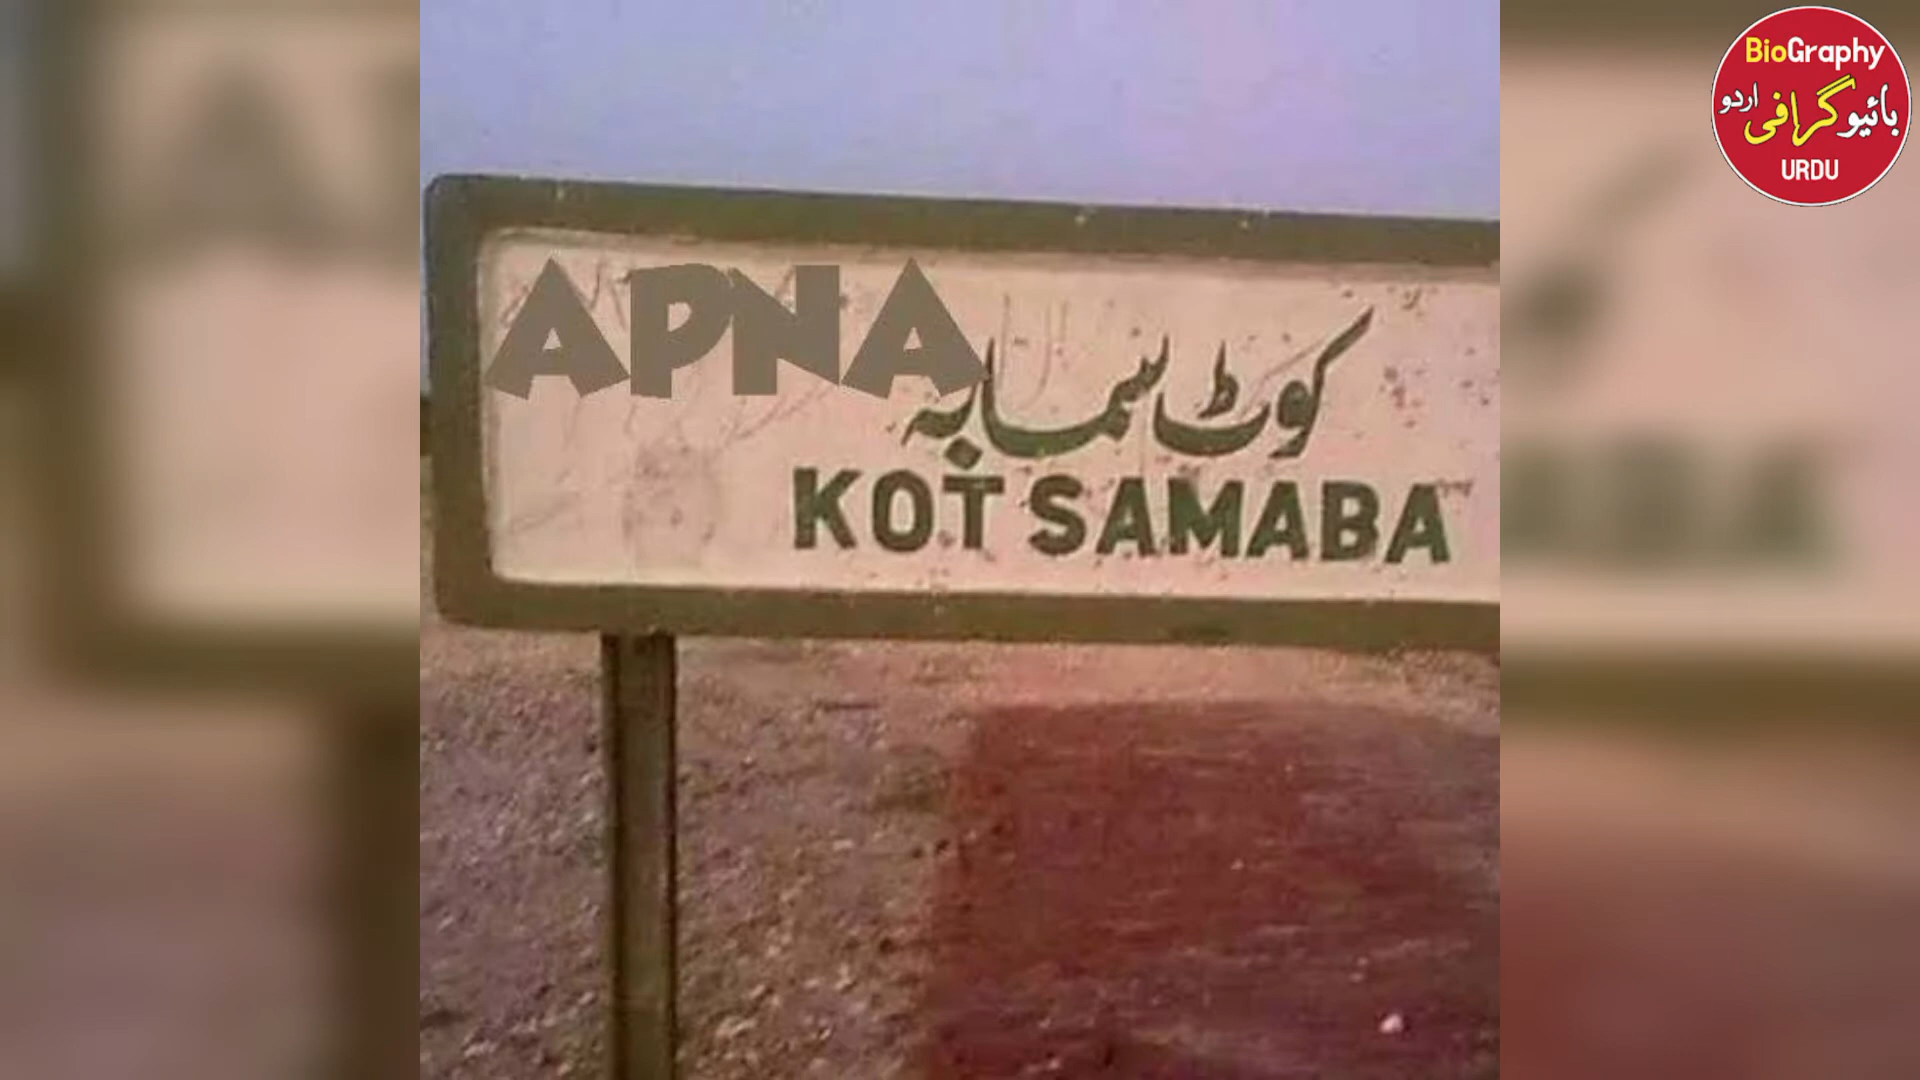 APNA
کوٹ سمابہ
KOT SAMABA
BioGraphy
بائیوگرافی اردو
URDU